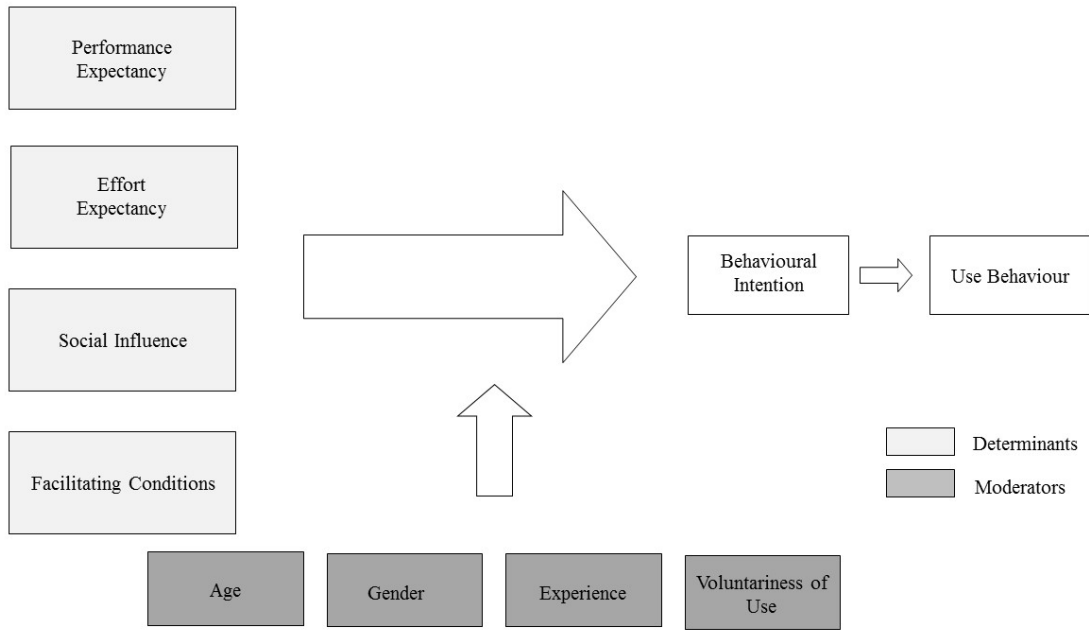 Performance
Expectancy
Effort
Expectancy
Social Influence
Facilitating Conditions
Behavioural
Intention
Use Behaviour
Determinants
Moderators
Age
Gender
Experience
Voluntariness of
Use